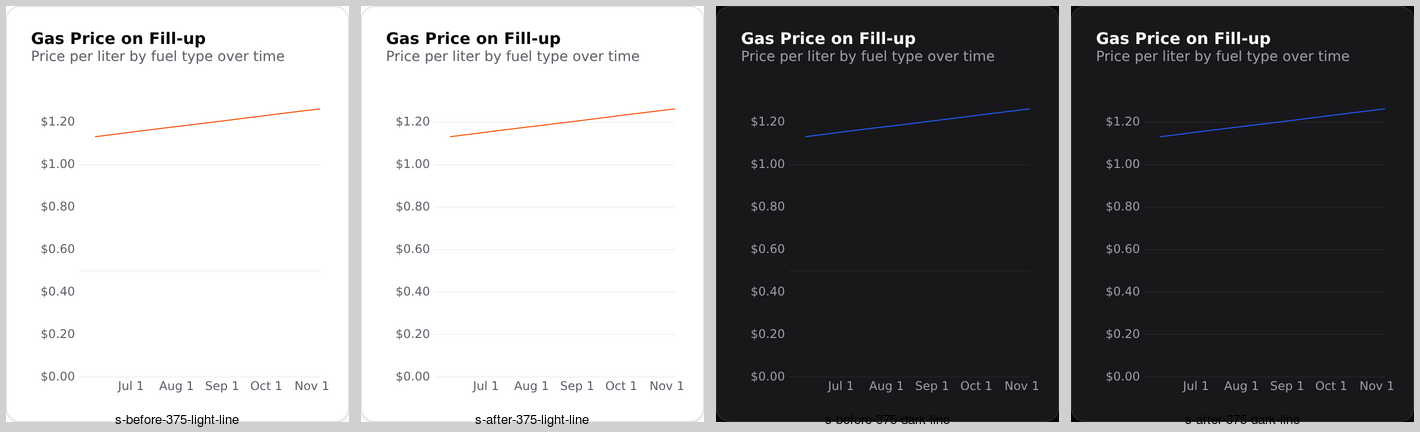 Gas Price on Fill-up
Price per liter by fuel type over time
$1.20
$1.00
$0.80
$0.60
$0.40
$0.20
$0.00
Jul 1 Aug 1 Sep 1 Oct 1 Nov 1
s-before-375-light-line
Gas Price on Fill-up
Price per liter by fuel type over time
$1.20
$1.00
$0.80
$0.60
$0.40
$0.20
$0.00
Jul 1 Aug 1 Sep 1 Oct 1 Nov 1
s-after-375-light-line
Gas Price on Fill-up
Price per liter by fuel type over time
$1.20
$1.00
$0.80
$0.60
$0.40
$0.20
$0.00
Jul 1 Aug 1 Sep 1 Oct 1 Nov 1
s-before-375-dark-line
Gas Price on Fill-up
Price per liter by fuel type over time
$1.20
$1.00
$0.80
$0.60
$0.40
$0.20
$0.00
Jul 1 Aug 1 Sep 1 Oct 1 Nov 1
s-after-375-dark-line